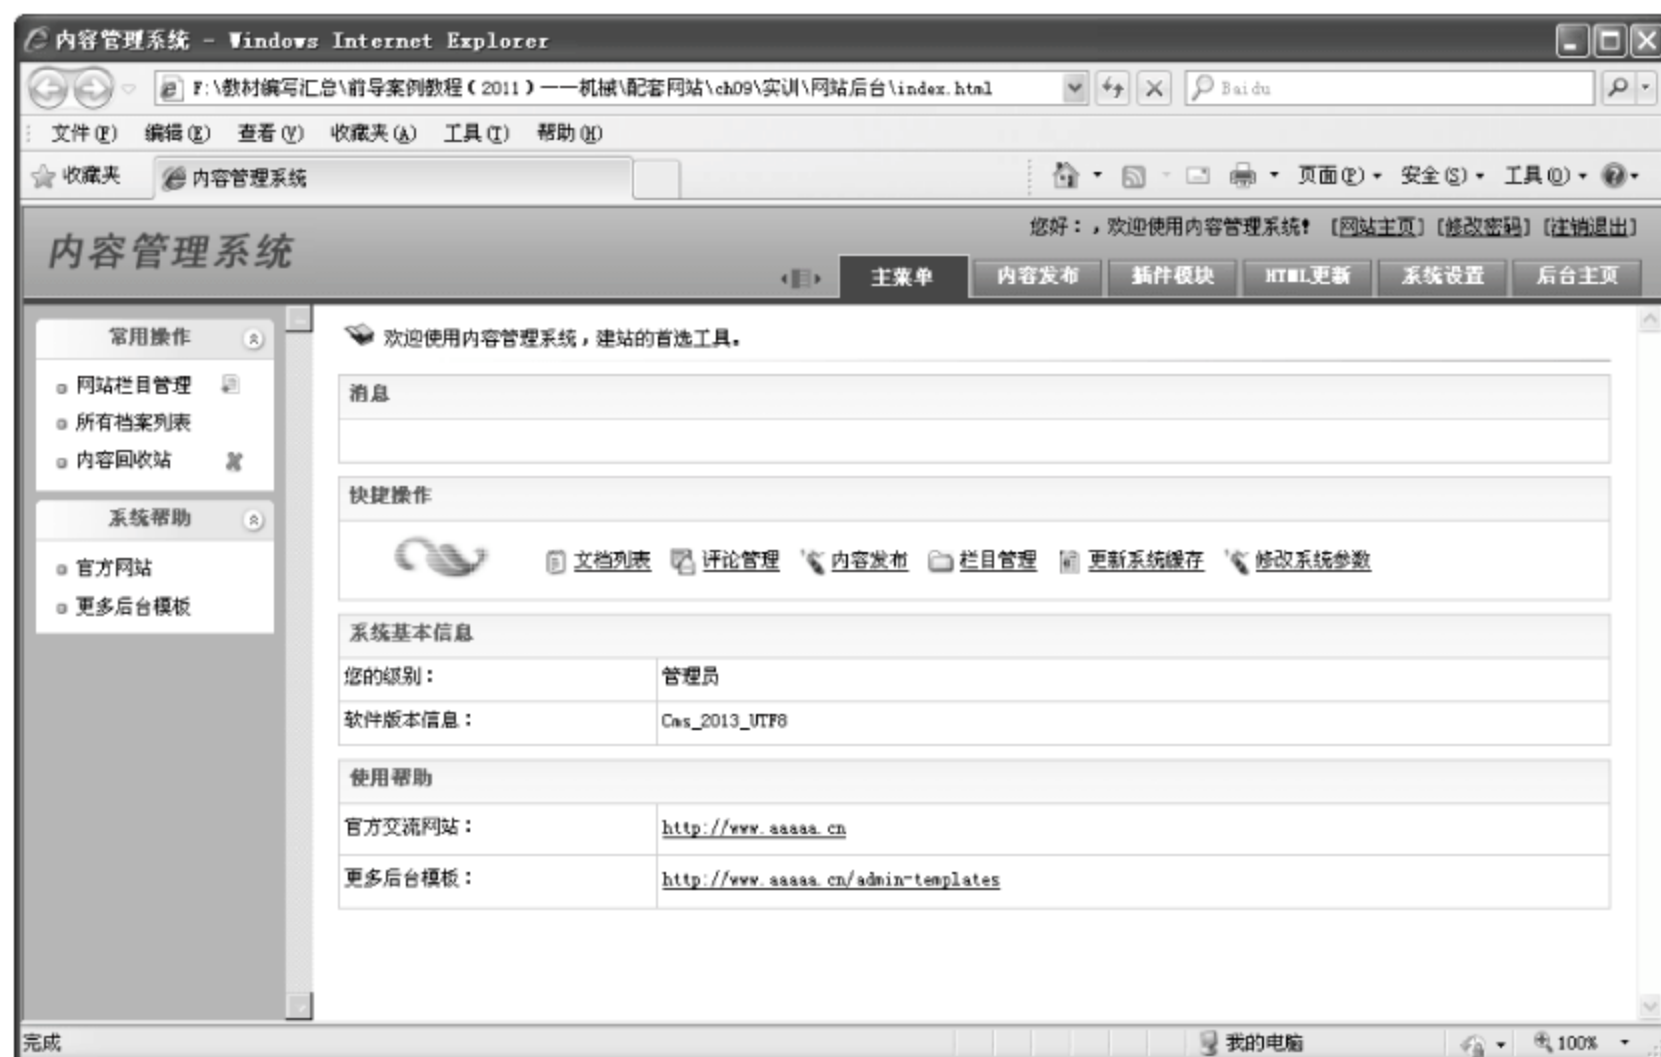 内容管理系统 - Windows Internet Explorer
F:\教材编写汇总\前导案例教程（2011）——机械\配套网站\ch09\实训\网站后台\index.html
Baidu
文件(F) 编辑(E) 查看(V) 收藏夹(A) 工具(T) 帮助(H)
收藏夹 内容管理系统 页面(P) 安全(S) 工具(O)
您好：，欢迎使用内容管理系统! [网站主页] [修改密码] [注销退出]
内容管理系统
主菜单 内容发布 插件模块 HTML更新 系统设置 后台主页
常用操作
网站栏目管理
所有档案列表
内容回收站
系统帮助
官方网站
更多后台模板
欢迎使用内容管理系统，建站的首选工具。
消息
快捷操作
文档列表 评论管理 内容发布 栏目管理 更新系统缓存 修改系统参数
系统基本信息
您的级别： 管理员
软件版本信息： Cms_2013_UTF8
使用帮助
官方交流网站： http://www.aaaaa.cn
更多后台模板： http://www.aaaaa.cn/admin-templates
完成 我的电脑 100%